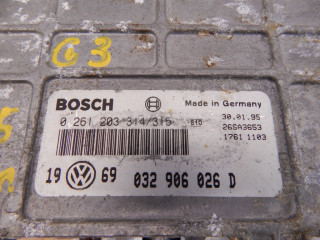 G3
BOSCH
Made in Germany
0 261 203 314/315
30.01.95
26SA3653
1761 1103
19 69 032 906 026 D